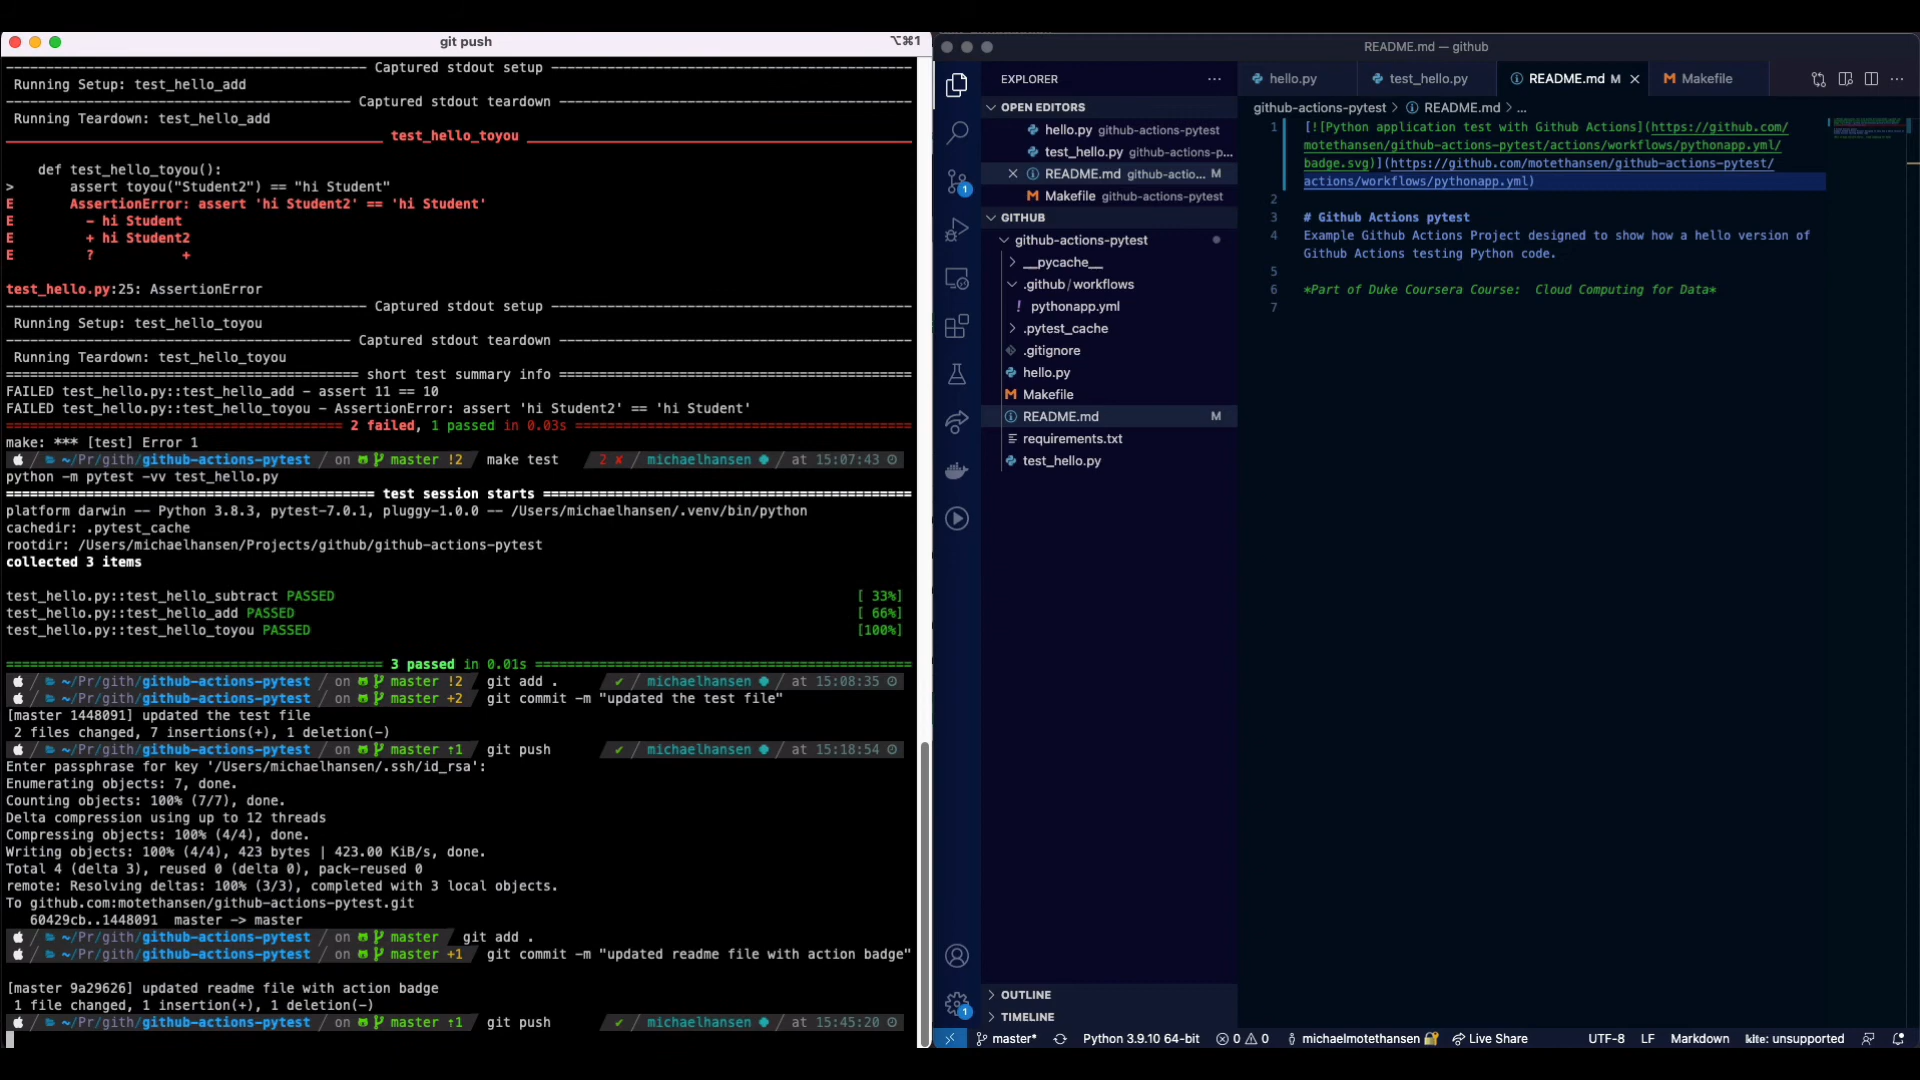 git push
⌥⌘1
Captured stdout setup
Running Setup: test_hello_add
Captured stdout teardown
Running Teardown: test_hello_add
test_hello_toyou
def test_hello_toyou():
> assert toyou("Student2") == "hi Student"
E AssertionError: assert 'hi Student2' == 'hi Student'
E - hi Student
E + hi Student2
E ? +
test_hello.py:25: AssertionError
Captured stdout setup
Running Setup: test_hello_toyou
Captured stdout teardown
Running Teardown: test_hello_toyou
short test summary info
FAILED test_hello.py::test_hello_add - assert 11 == 10
FAILED test_hello.py::test_hello_toyou - AssertionError: assert 'hi Student2' == 'hi Student'
2 failed, 1 passed in 0.03s
make: *** [test] Error 1
~/Pr/gith/github-actions-pytest on master !2 make test 2 ✘ michaelhansen at 15:07:43
python -m pytest -vv test_hello.py
test session starts
platform darwin -- Python 3.8.3, pytest-7.0.1, pluggy-1.0.0 -- /Users/michaelhansen/.venv/bin/python
cachedir: .pytest_cache
rootdir: /Users/michaelhansen/Projects/github/github-actions-pytest
collected 3 items
test_hello.py::test_hello_subtract PASSED [ 33%]
test_hello.py::test_hello_add PASSED [ 66%]
test_hello.py::test_hello_toyou PASSED [100%]
3 passed in 0.01s
~/Pr/gith/github-actions-pytest on master !2 git add . ✔ michaelhansen at 15:08:35
~/Pr/gith/github-actions-pytest on master +2 git commit -m "updated the test file"
[master 1448091] updated the test file
2 files changed, 7 insertions(+), 1 deletion(-)
~/Pr/gith/github-actions-pytest on master ⇡1 git push ✔ michaelhansen at 15:18:54
Enter passphrase for key '/Users/michaelhansen/.ssh/id_rsa':
Enumerating objects: 7, done.
Counting objects: 100% (7/7), done.
Delta compression using up to 12 threads
Compressing objects: 100% (4/4), done.
Writing objects: 100% (4/4), 423 bytes | 423.00 KiB/s, done.
Total 4 (delta 3), reused 0 (delta 0), pack-reused 0
remote: Resolving deltas: 100% (3/3), completed with 3 local objects.
To github.com:motethansen/github-actions-pytest.git
60429cb..1448091 master -> master
~/Pr/gith/github-actions-pytest on master git add .
~/Pr/gith/github-actions-pytest on master +1 git commit -m "updated readme file with action badge"
[master 9a29626] updated readme file with action badge
1 file changed, 1 insertion(+), 1 deletion(-)
~/Pr/gith/github-actions-pytest on master ⇡1 git push ✔ michaelhansen at 15:45:20
README.md — github
EXPLORER
OPEN EDITORS
hello.py github-actions-pytest
test_hello.py github-actions-p...
README.md github-actio... M
Makefile github-actions-pytest
GITHUB
github-actions-pytest
__pycache__
.github/workflows
pythonapp.yml
.pytest_cache
.gitignore
hello.py
Makefile
README.md M
requirements.txt
test_hello.py
OUTLINE
TIMELINE
1
1
hello.py test_hello.py README.md M Makefile
github-actions-pytest > README.md > ...
1 [![Python application test with Github Actions](https://github.com/
motethansen/github-actions-pytest/actions/workflows/pythonapp.yml/
badge.svg)](https://github.com/motethansen/github-actions-pytest/
actions/workflows/pythonapp.yml)
2
3 # Github Actions pytest
4 Example Github Actions Project designed to show how a hello version of
Github Actions testing Python code.
5
6 *Part of Duke Coursera Course:  Cloud Computing for Data*
7
master* Python 3.9.10 64-bit 0 0 michaelmotethansen Live Share UTF-8 LF Markdown kite: unsupported